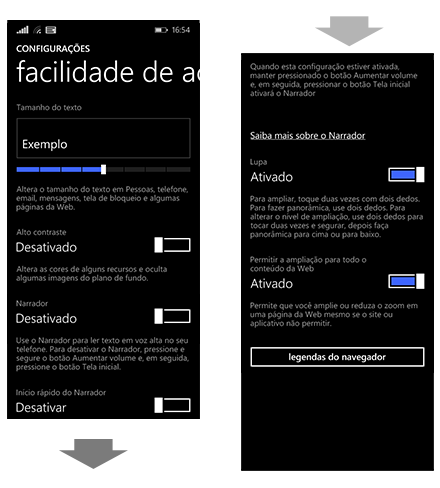 16:54
CONFIGURAÇÕES
facilidade de ac
Tamanho do texto
Exemplo
Altera o tamanho do texto em Pessoas, telefone,
email, mensagens, tela de bloqueio e algumas
páginas da Web.
Alto contraste
Desativado
Altera as cores de alguns recursos e oculta
algumas imagens do plano de fundo.
Narrador
Desativado
Use o Narrador para ler texto em voz alta no seu
telefone. Para desativar o Narrador, pressione e
segure o botão Aumentar volume e, em seguida,
pressione o botão Tela inicial.
Início rápido do Narrador
Desativar
Quando esta configuração estiver ativada,
manter pressionado o botão Aumentar volume
e, em seguida, pressionar o botão Tela inicial
ativará o Narrador
Saiba mais sobre o Narrador
Lupa
Ativado
Para ampliar, toque duas vezes com dois dedos.
Para fazer panorâmica, use dois dedos. Para
alterar o nível de ampliação, use dois dedos para
tocar duas vezes e segurar, depois faça
panorâmica para cima ou para baixo.
Permitir a ampliação para todo o
conteúdo da Web
Ativado
Permite que você amplie ou reduza o zoom em
uma página da Web mesmo se o site ou
aplicativo não permitir.
legendas do navegador